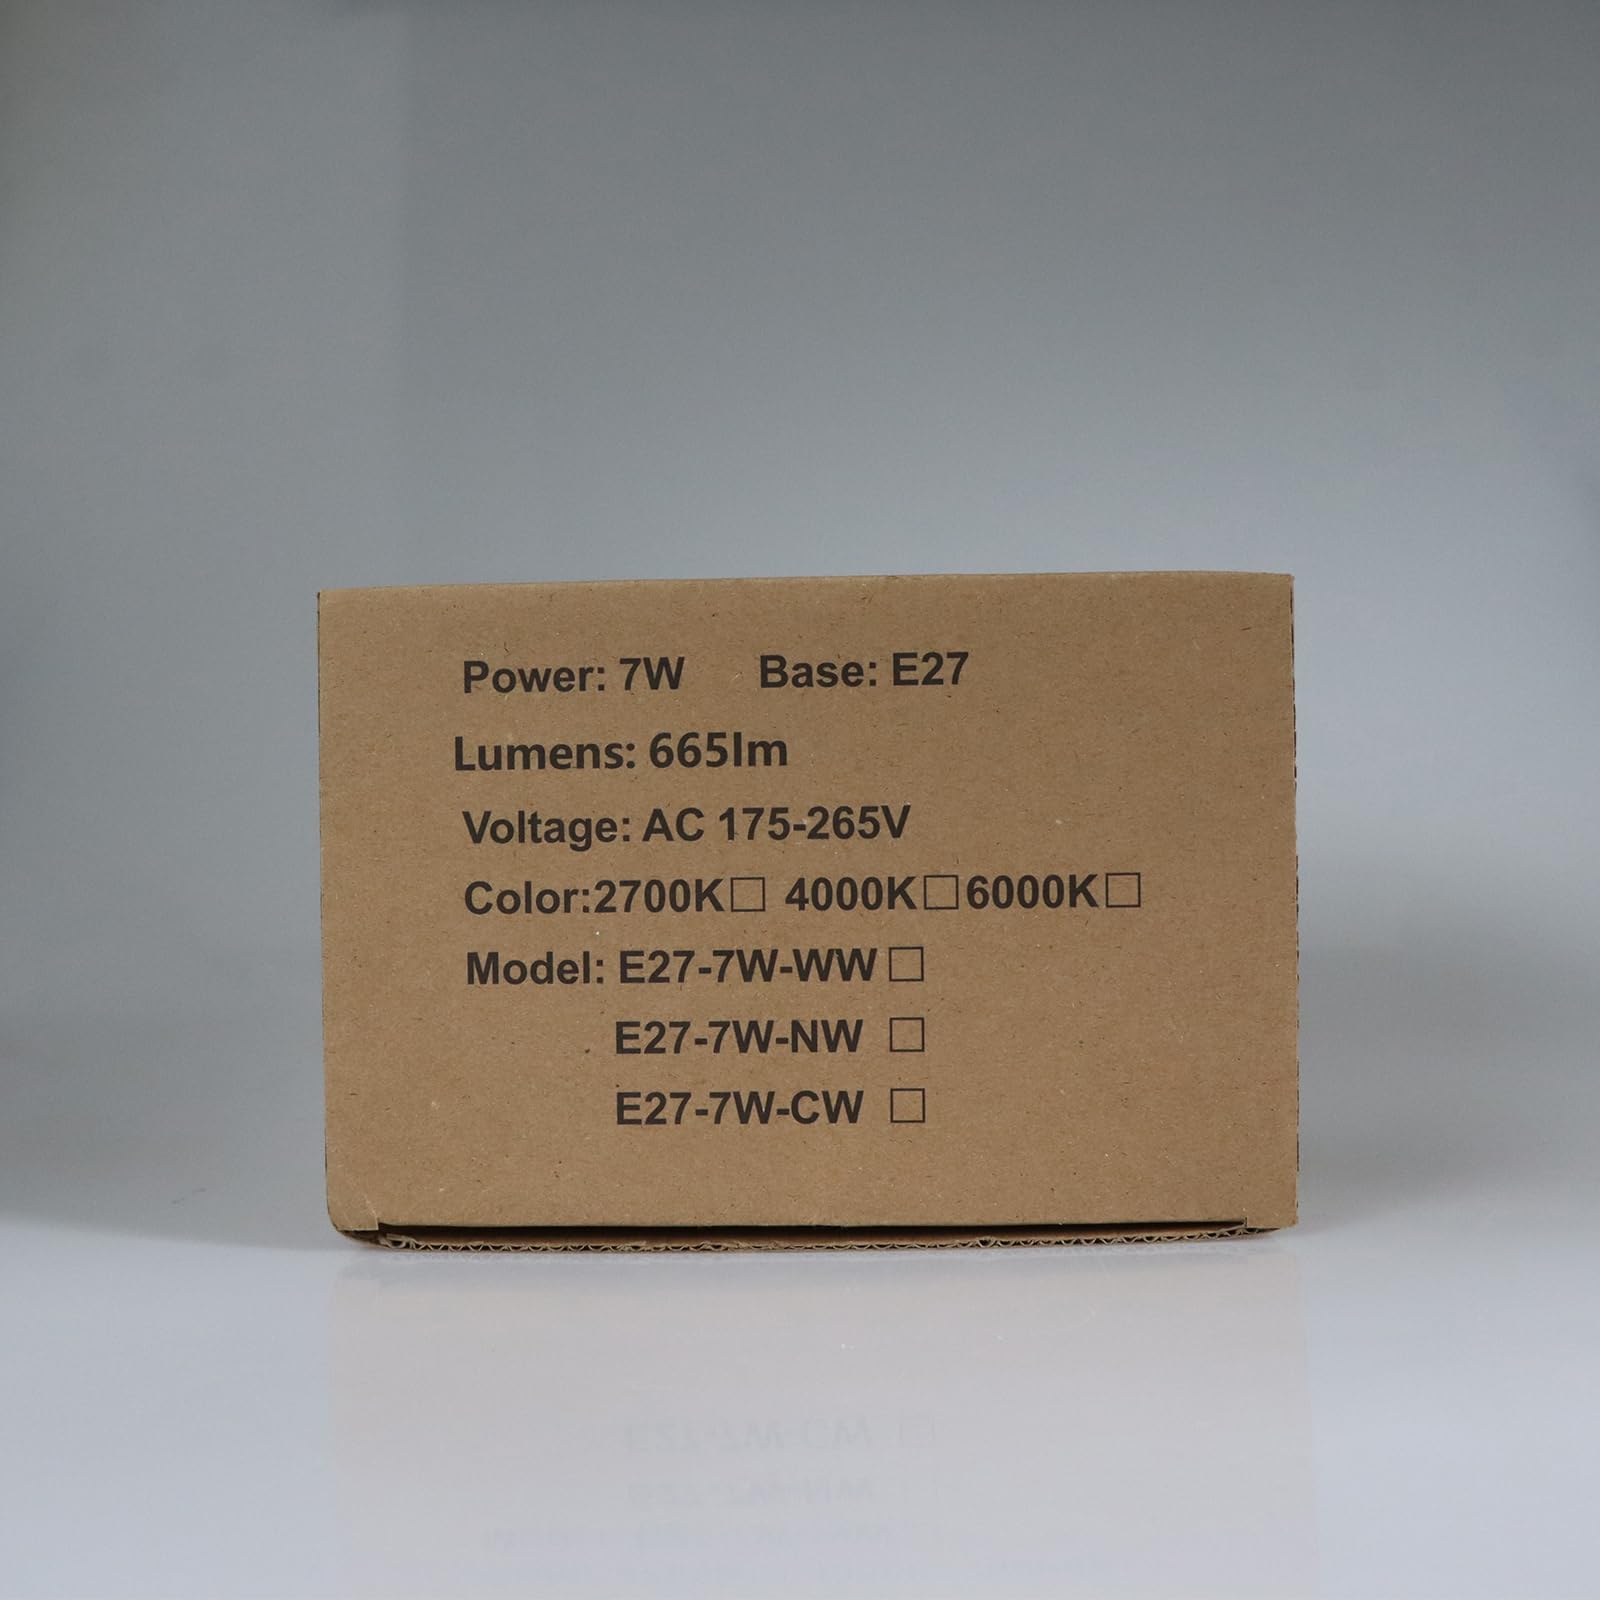 Power: 7W Base: E27
Lumens: 665lm
Voltage: AC 175-265V
Color:2700K☐ 4000K☐6000K☐
Model: E27-7W-WW ☐
E27-7W-NW ☐
E27-7W-CW ☐